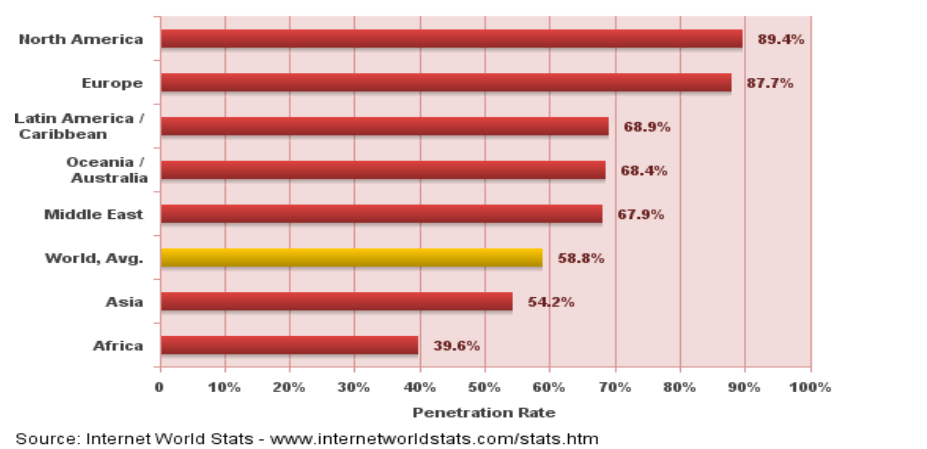 North America 89.4%
Europe 87.7%
Latin America /
Caribbean 68.9%
Oceania /
Australia 68.4%
Middle East 67.9%
World, Avg. 58.8%
Asia 54.2%
Africa 39.6%
0 10% 20% 30% 40% 50% 60% 70% 80% 90% 100%
Penetration Rate
Source: Internet World Stats - www.internetworldstats.com/stats.htm